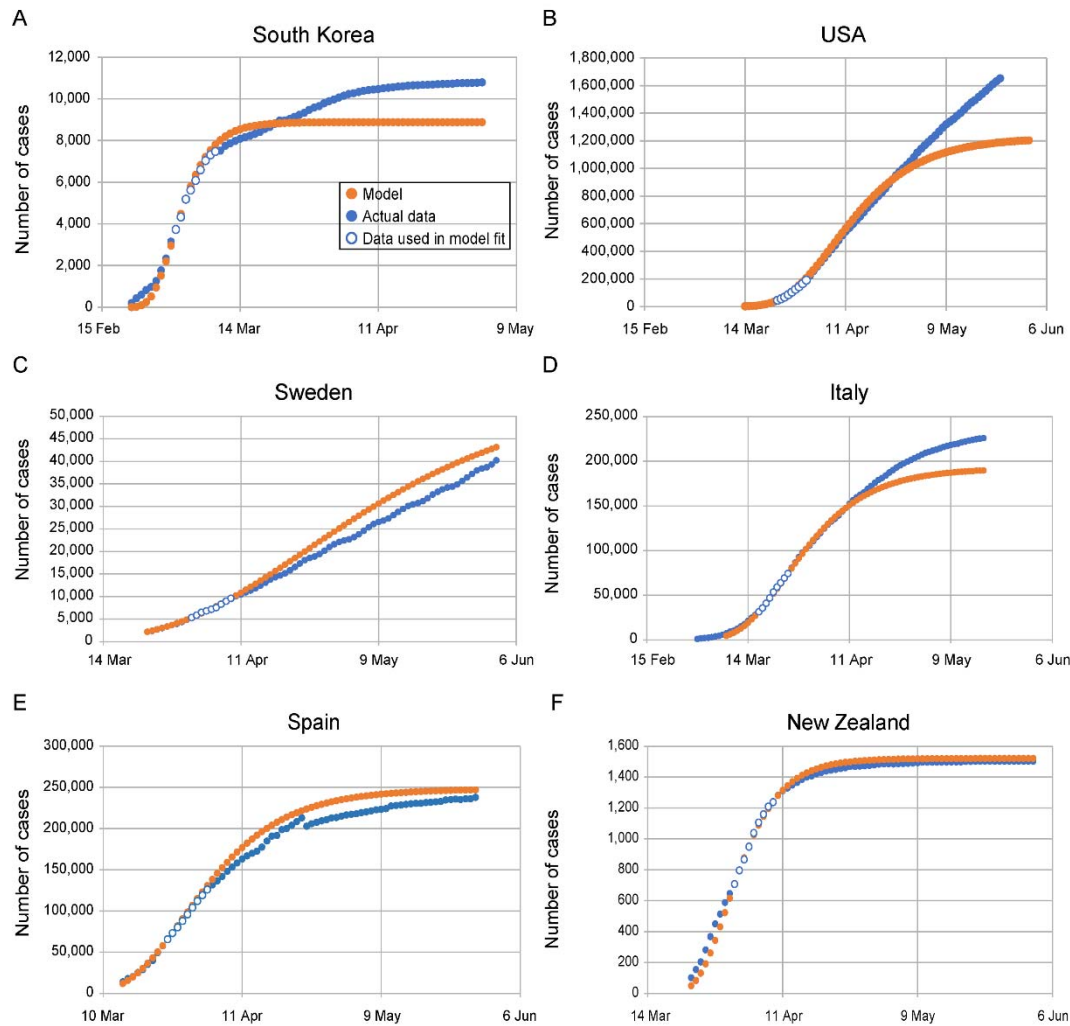 A
South Korea
Number of cases
12,000
10,000
8,000
6,000
4,000
2,000
0
15 Feb 14 Mar 11 Apr 9 May
Model
Actual data
Data used in model fit
B
USA
Number of cases
1,800,000
1,600,000
1,400,000
1,200,000
1,000,000
800,000
600,000
400,000
200,000
0
15 Feb 14 Mar 11 Apr 9 May 6 Jun
C
Sweden
Number of cases
50,000
45,000
40,000
35,000
30,000
25,000
20,000
15,000
10,000
5,000
0
14 Mar 11 Apr 9 May 6 Jun
D
Italy
Number of cases
250,000
200,000
150,000
100,000
50,000
0
15 Feb 14 Mar 11 Apr 9 May 6 Jun
E
Spain
Number of cases
300,000
250,000
200,000
150,000
100,000
50,000
0
10 Mar 11 Apr 9 May 6 Jun
F
New Zealand
Number of cases
1,600
1,400
1,200
1,000
800
600
400
200
0
14 Mar 11 Apr 9 May 6 Jun